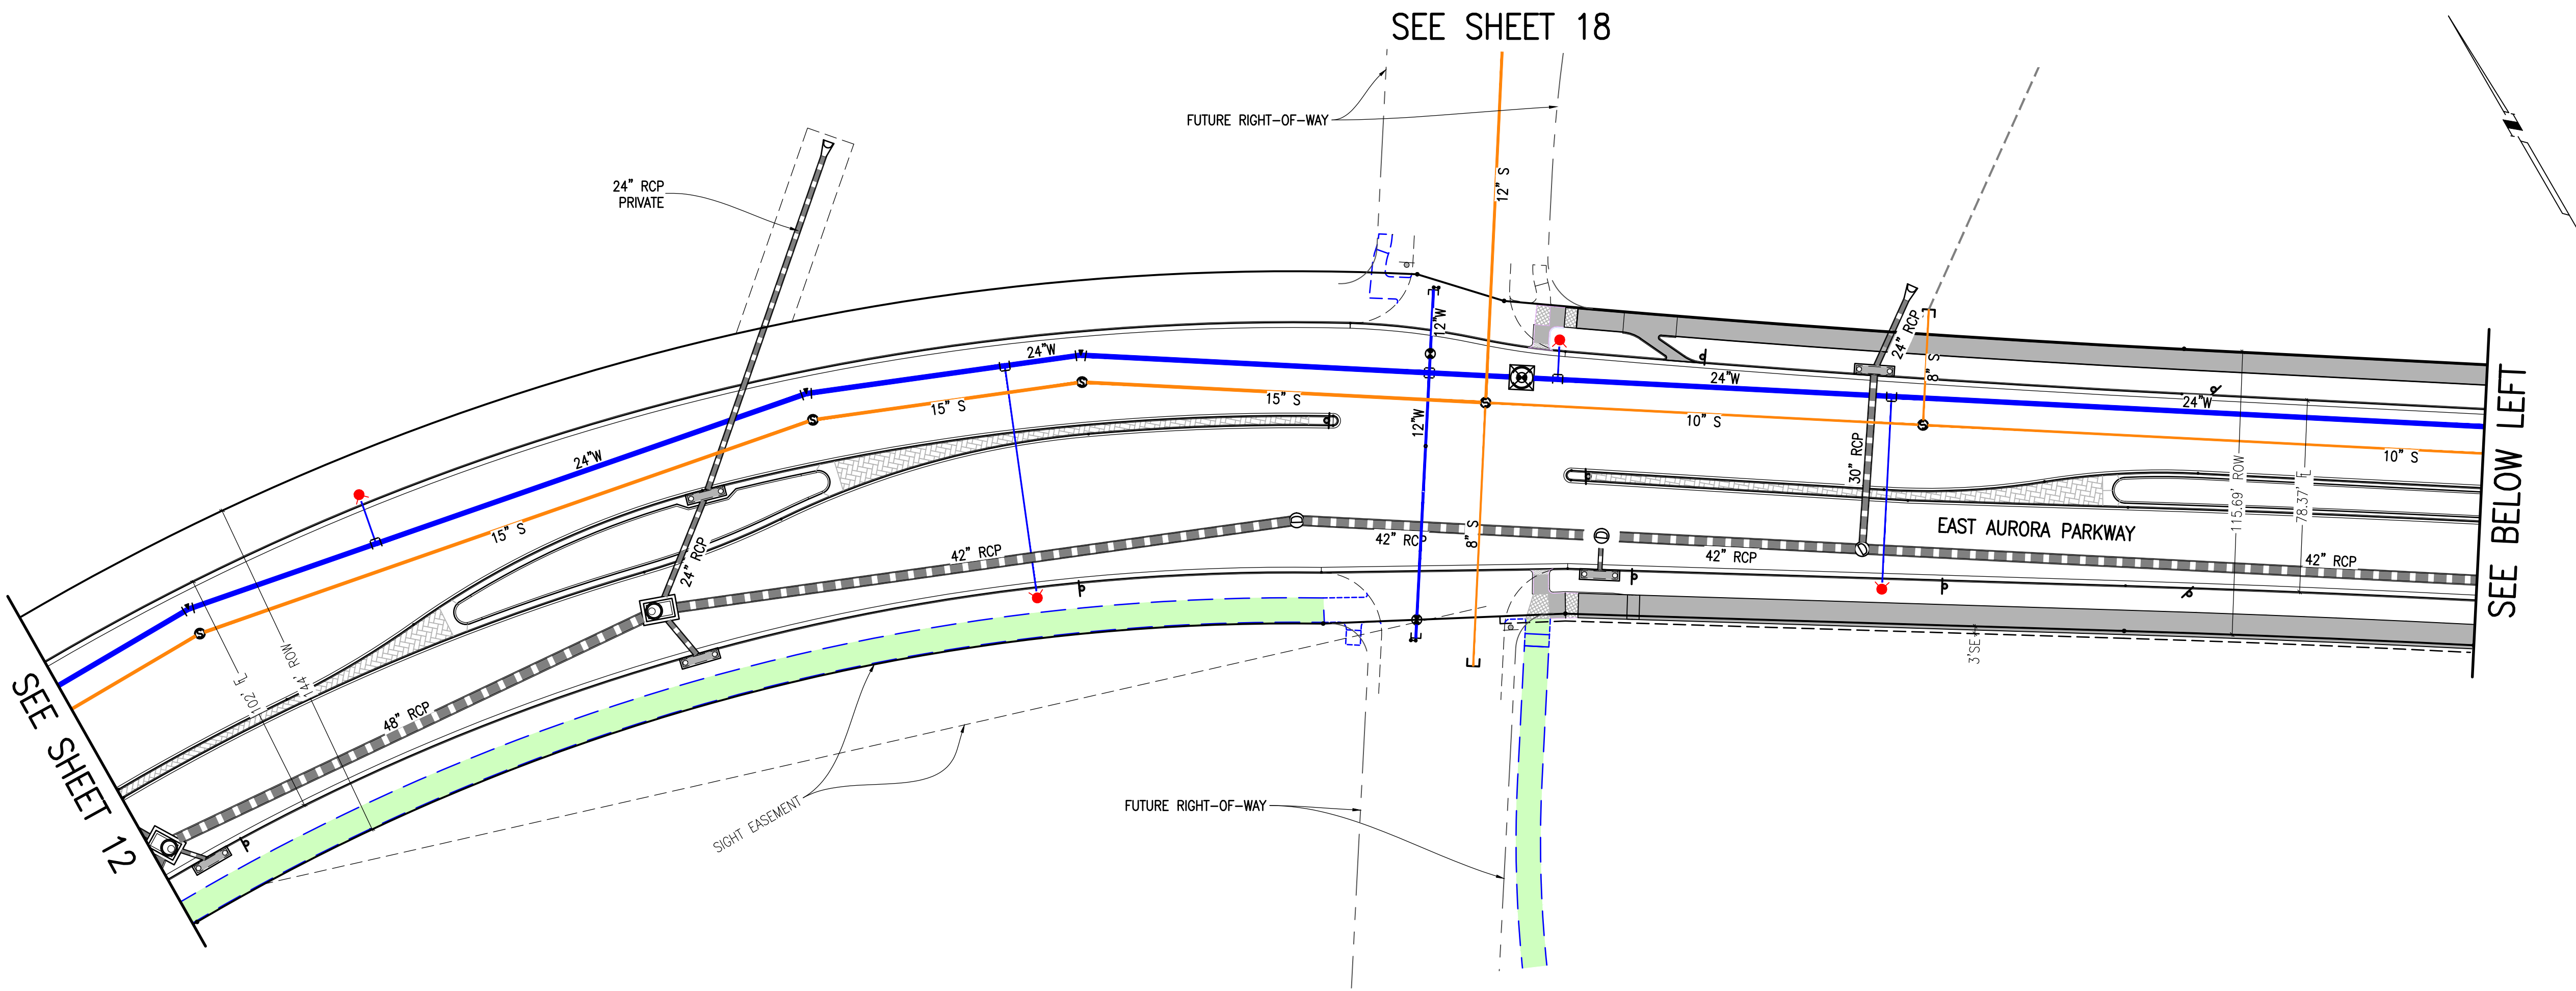 SEE SHEET 18
FUTURE RIGHT-OF-WAY
12" S
24" RCP
PRIVATE
12"W
24"W
24" RCP
8" S
24"W
24"W
15" S
15" S
12"W
10" S
24"W
10" S
SEE BELOW LEFT
30" RCP
115.69' ROW
78.37' FL
15" S
EAST AURORA PARKWAY
24" RCP
42" RCP
42" RCP
8" S
42" RCP
42" RCP
3'SE
102' FL
144' ROW
48" RCP
SEE SHEET 12
SIGHT EASEMENT
FUTURE RIGHT-OF-WAY